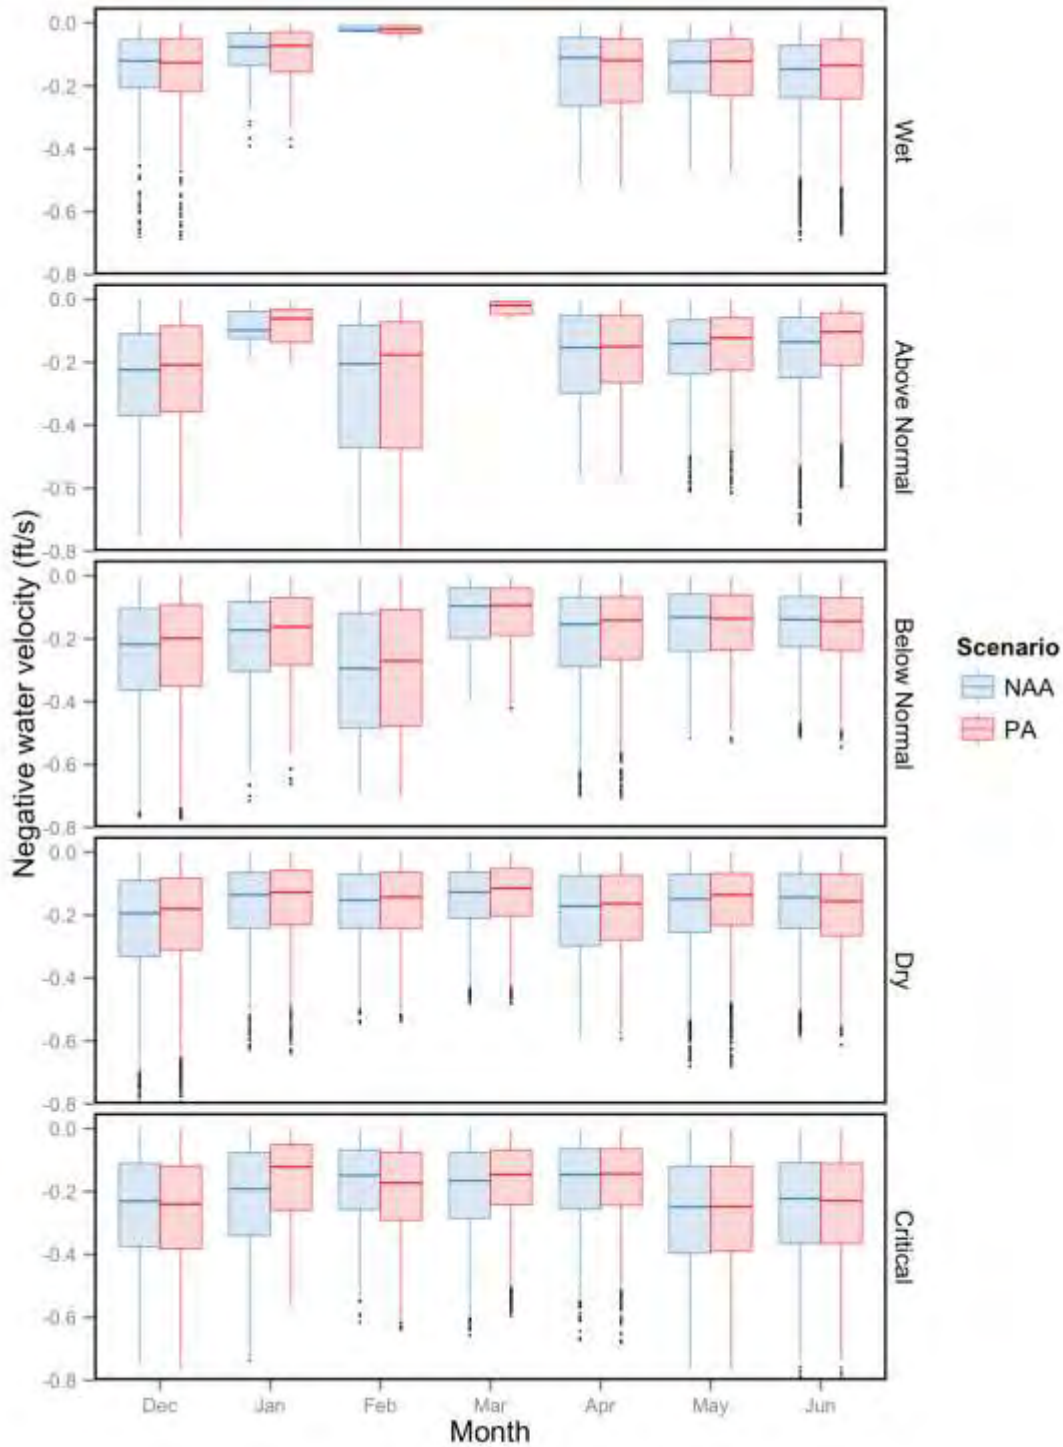 Negative water velocity (ft/s)
0.0
-0.2
-0.4
-0.6
-0.8
Wet
0.0
-0.2
-0.4
-0.6
-0.8
Above Normal
0.0
-0.2
-0.4
-0.6
-0.8
Below Normal
0.0
-0.2
-0.4
-0.6
-0.8
Dry
0.0
-0.2
-0.4
-0.6
-0.8
Critical
Dec Jan Feb Mar Apr May Jun
Month
Scenario
NAA
PA